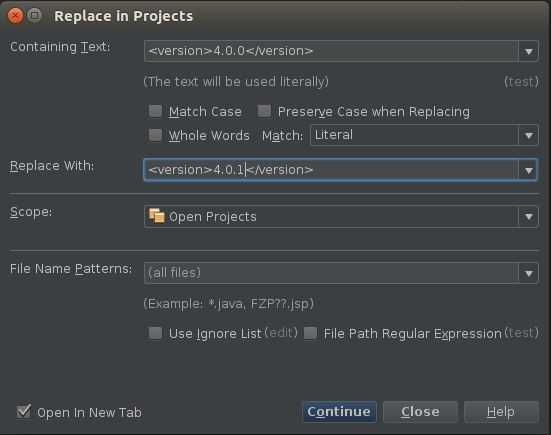 Replace in Projects
Containing Text: <version>4.0.0</version>
(The text will be used literally) (test)
Match Case Preserve Case when Replacing
Whole Words Match: Literal
Replace With: <version>4.0.1</version>
Scope: Open Projects
File Name Patterns: (all files)
(Example: *.java, FZP??.jsp)
Use Ignore List (edit) File Path Regular Expression (test)
Open In New Tab Continue Close Help